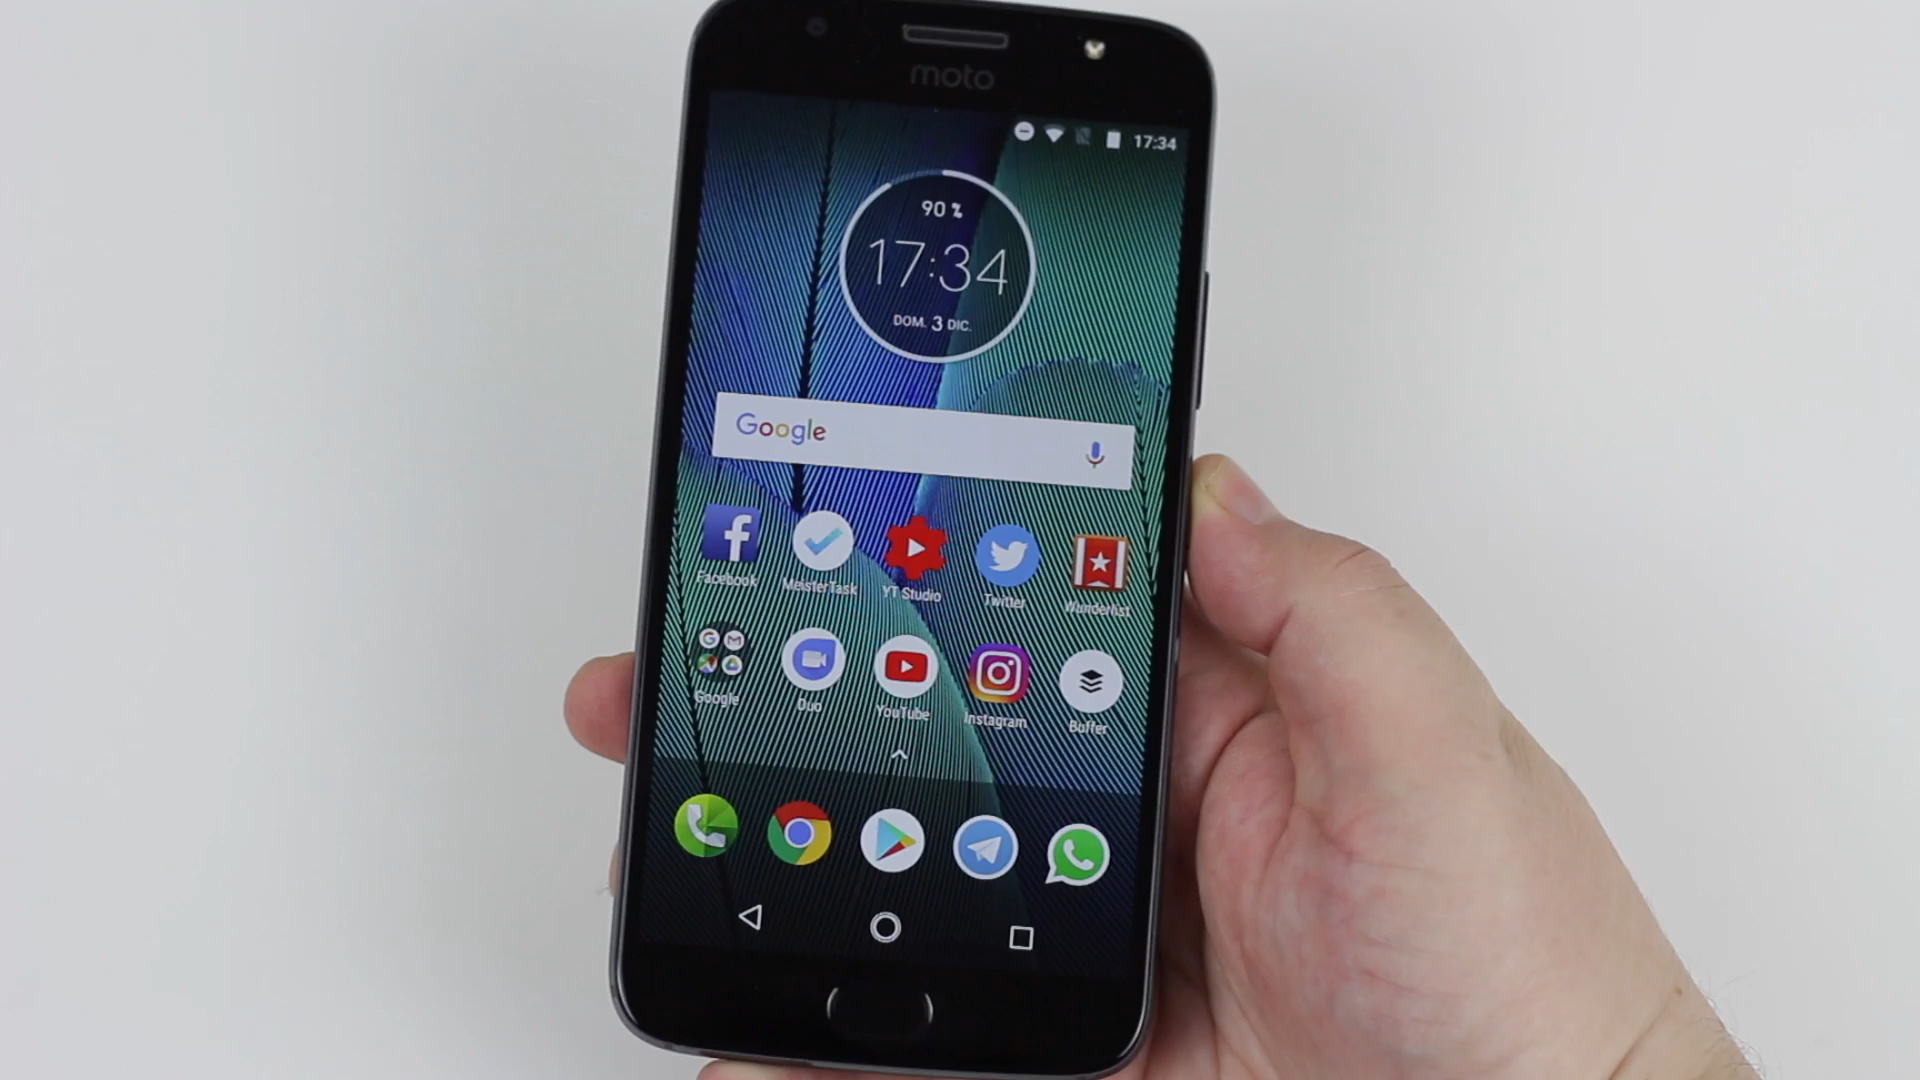 moto
17:34
90 %
17:34
DOM. 3 DIC.
Google
Facebook
MeisterTask
YT Studio
Twitter
Wunderlist
Google
Duo
YouTube
Instagram
Buffer